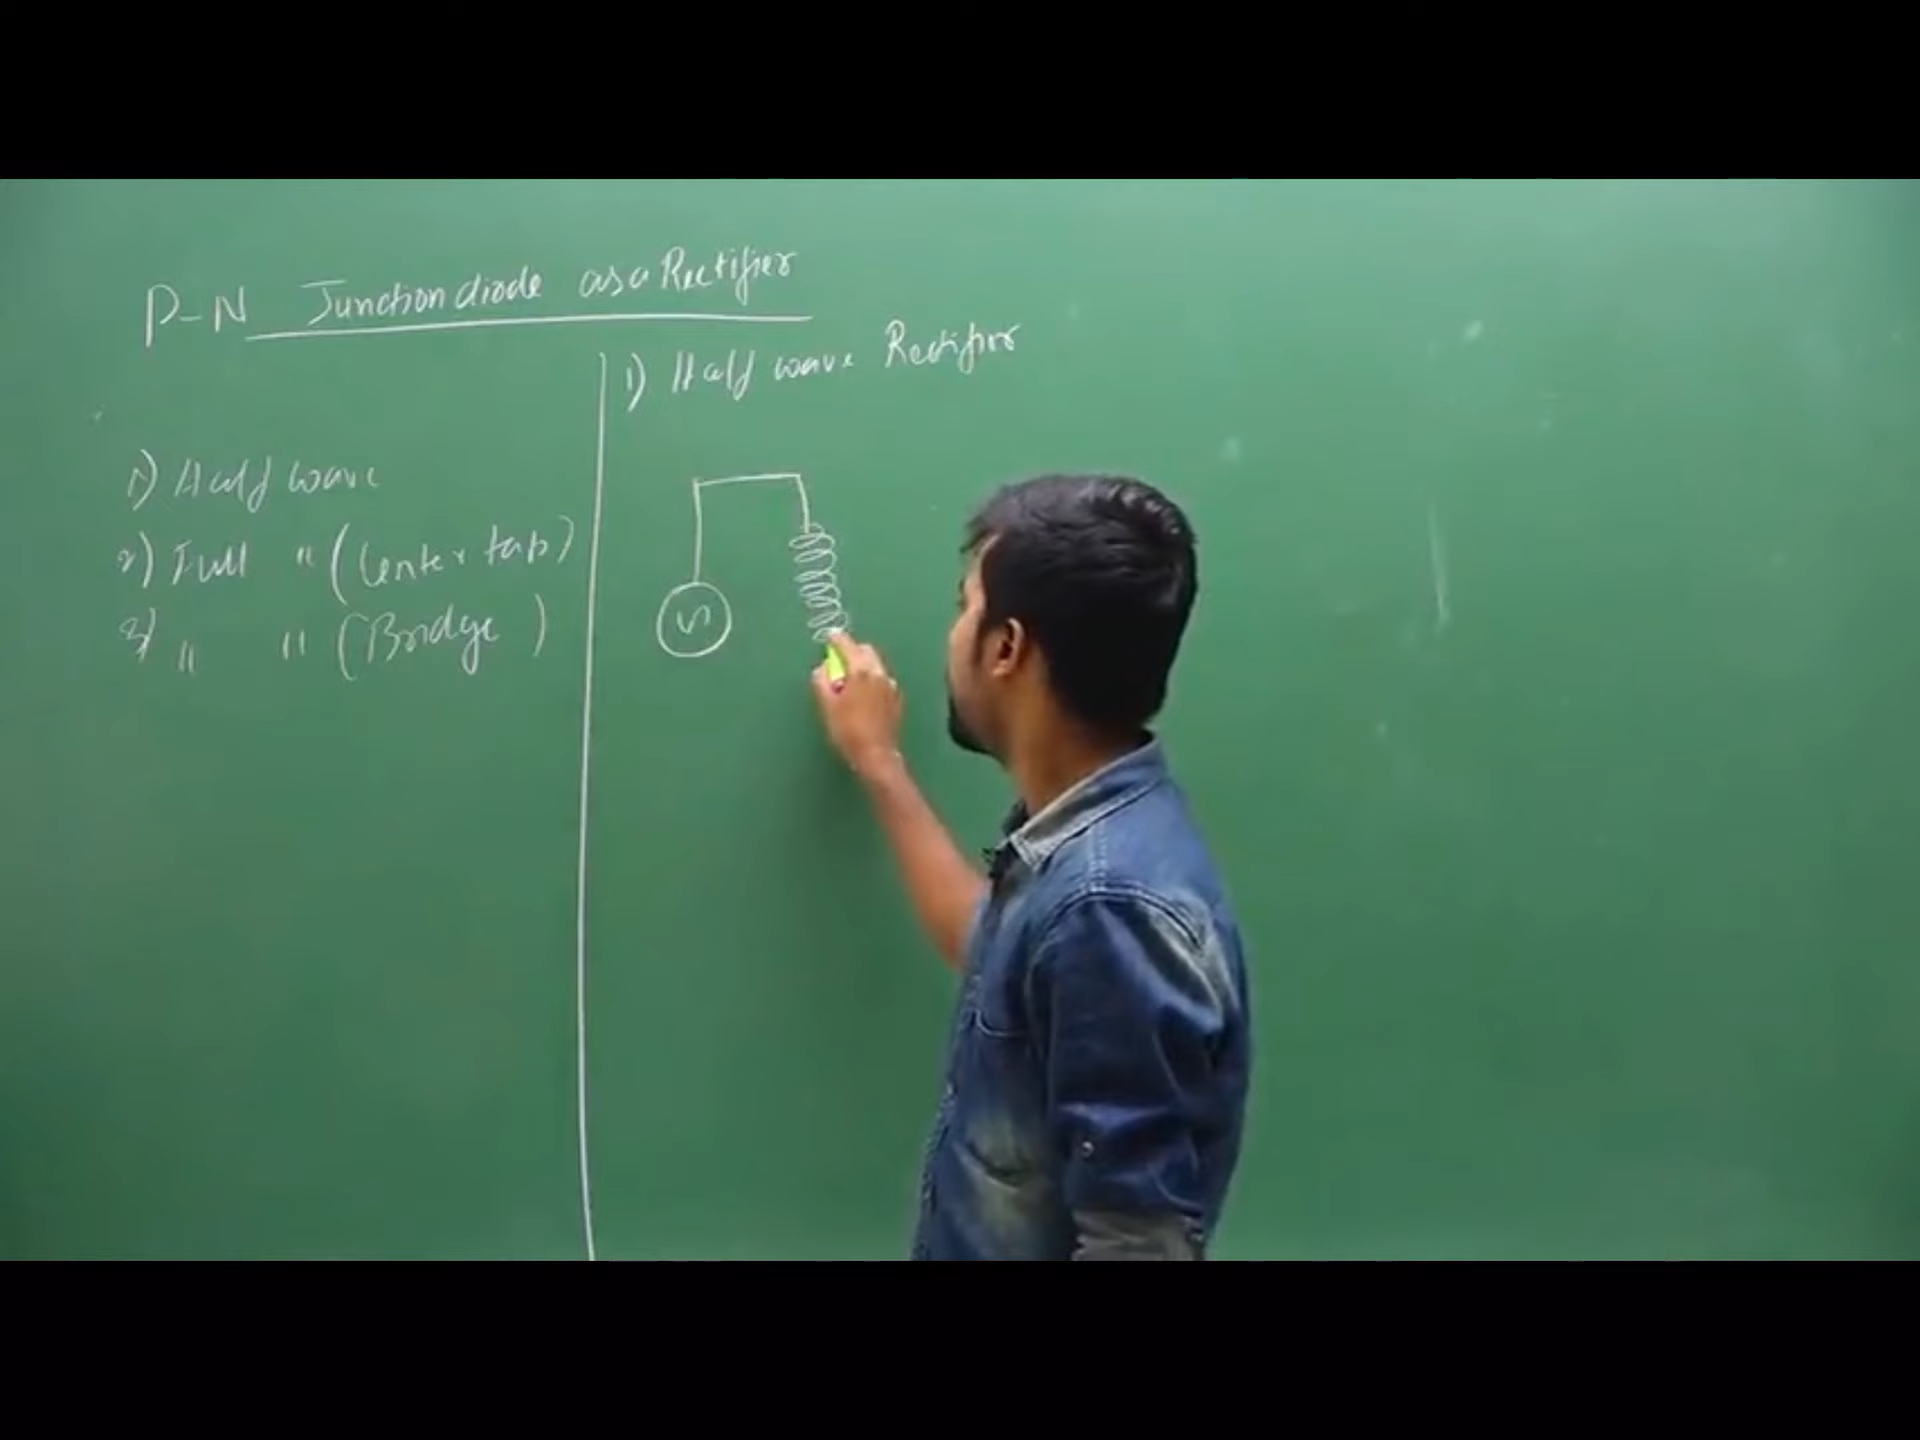 P-N Junction diode as a Rectifier
1) Half wave
2) Full " (Center tap)
3) " " (Bridge)
1) Half wave Rectifier